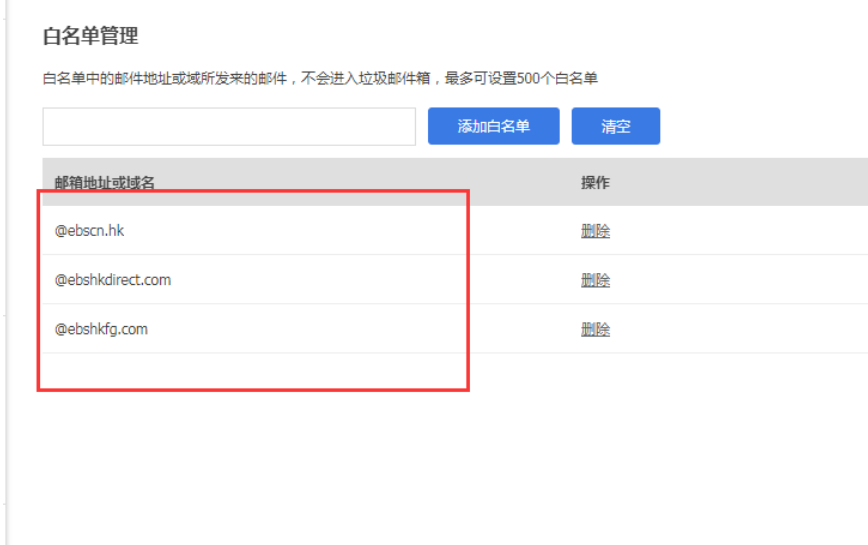 白名单管理
白名单中的邮件地址或域所发来的邮件，不会进入垃圾邮件箱，最多可设置500个白名单
添加白名单 清空
邮箱地址或域名 操作
@ebscn.hk 删除
@ebshkdirect.com 删除
@ebshkfg.com 删除